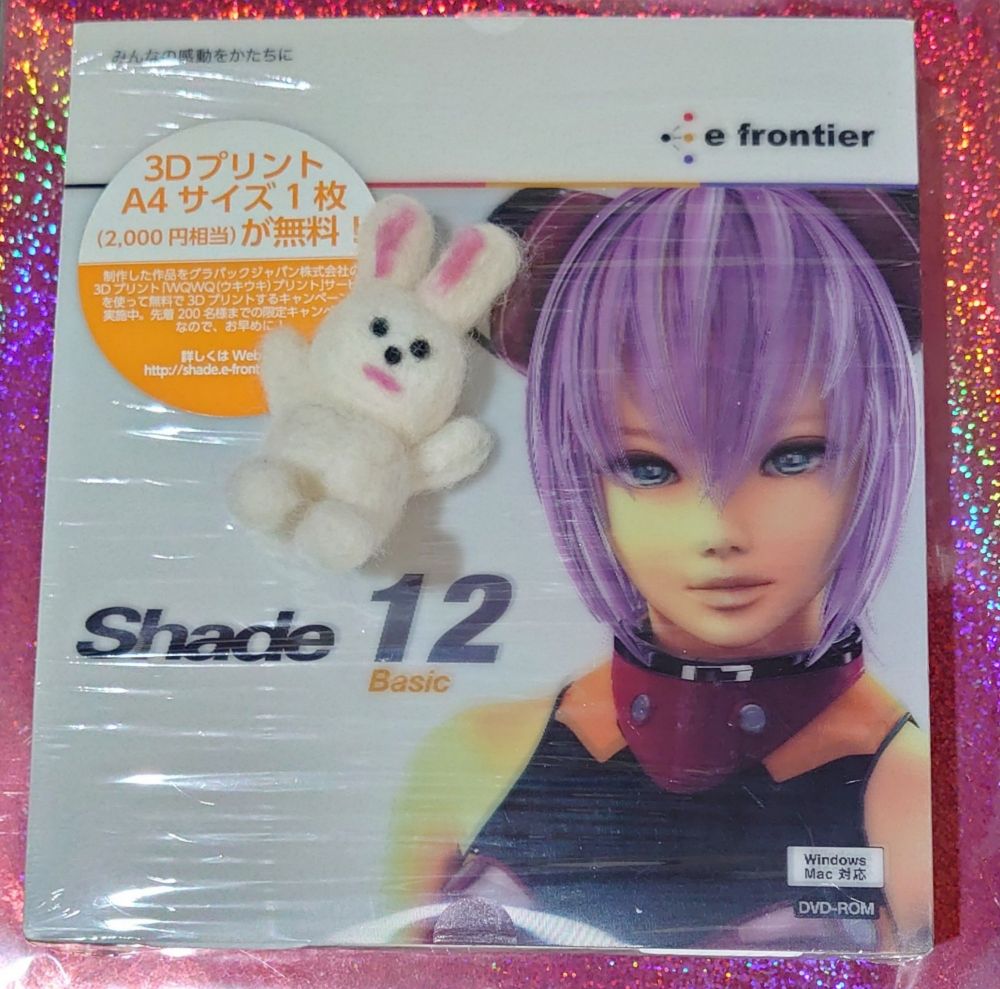 みんなの感動をかたちに
e frontier
3Dプリント
A4サイズ1枚
(2,000円相当)が無料!
制作した作品をグラパックジャパン株式会社の
3Dプリント「WQWQ(ウキウキ)プリント」サービ
を使って無料で3Dプリントするキャンペーン
実施中。先着200名様までの限定キャンペ
なので、お早めに!
詳しくはWeb
http://shade.e-front
Shade 12
Basic
Windows
Mac 対応
DVD-ROM